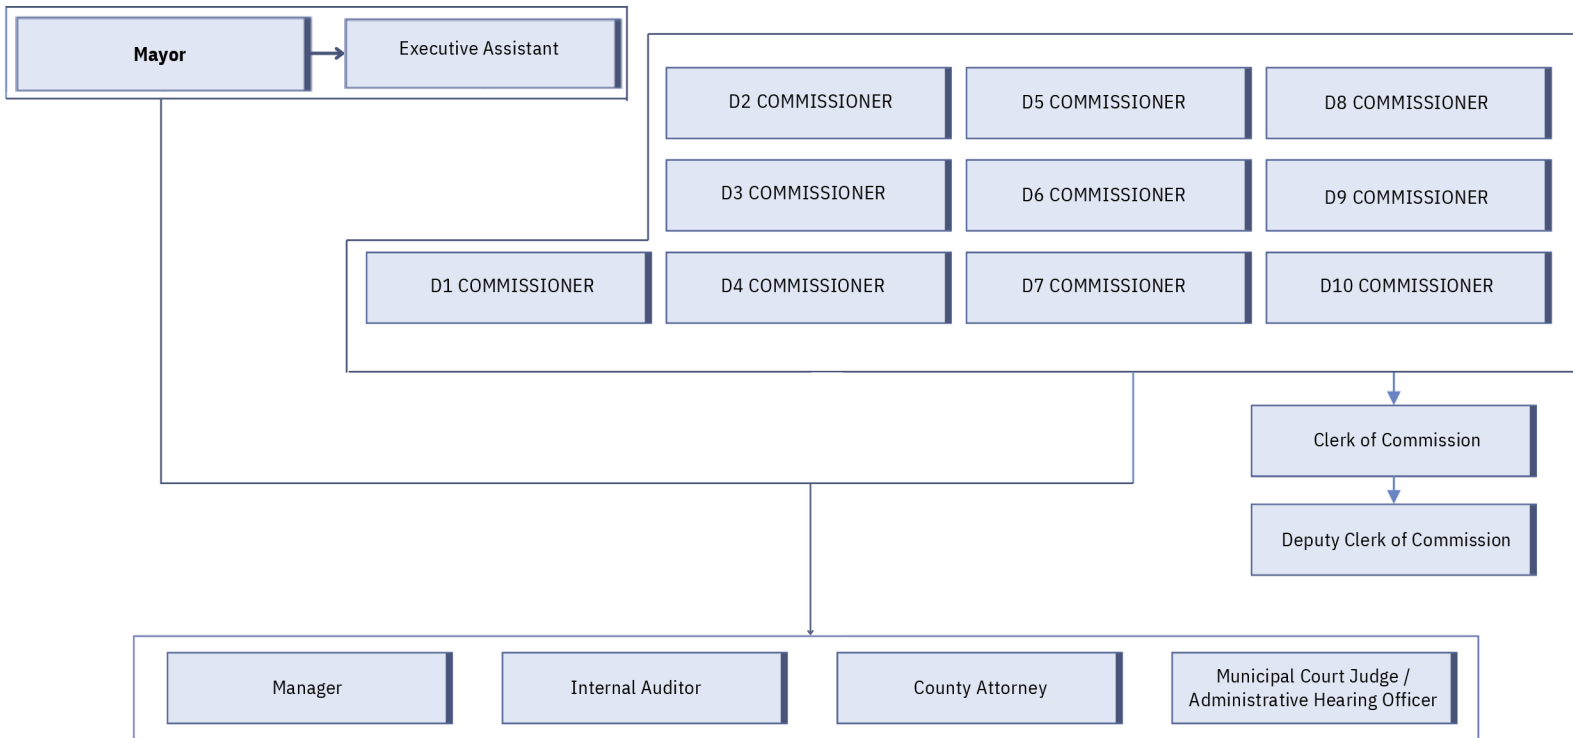 Mayor
Executive Assistant
D2 COMMISSIONER
D5 COMMISSIONER
D8 COMMISSIONER
D3 COMMISSIONER
D6 COMMISSIONER
D9 COMMISSIONER
D1 COMMISSIONER
D4 COMMISSIONER
D7 COMMISSIONER
D10 COMMISSIONER
Clerk of Commission
Deputy Clerk of Commission
Manager
Internal Auditor
County Attorney
Municipal Court Judge /
Administrative Hearing Officer